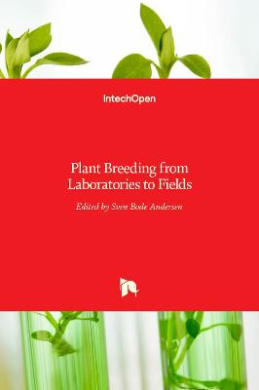 IntechOpen
Plant Breeding from
Laboratories to Fields
Edited by Sven Bode Andersen